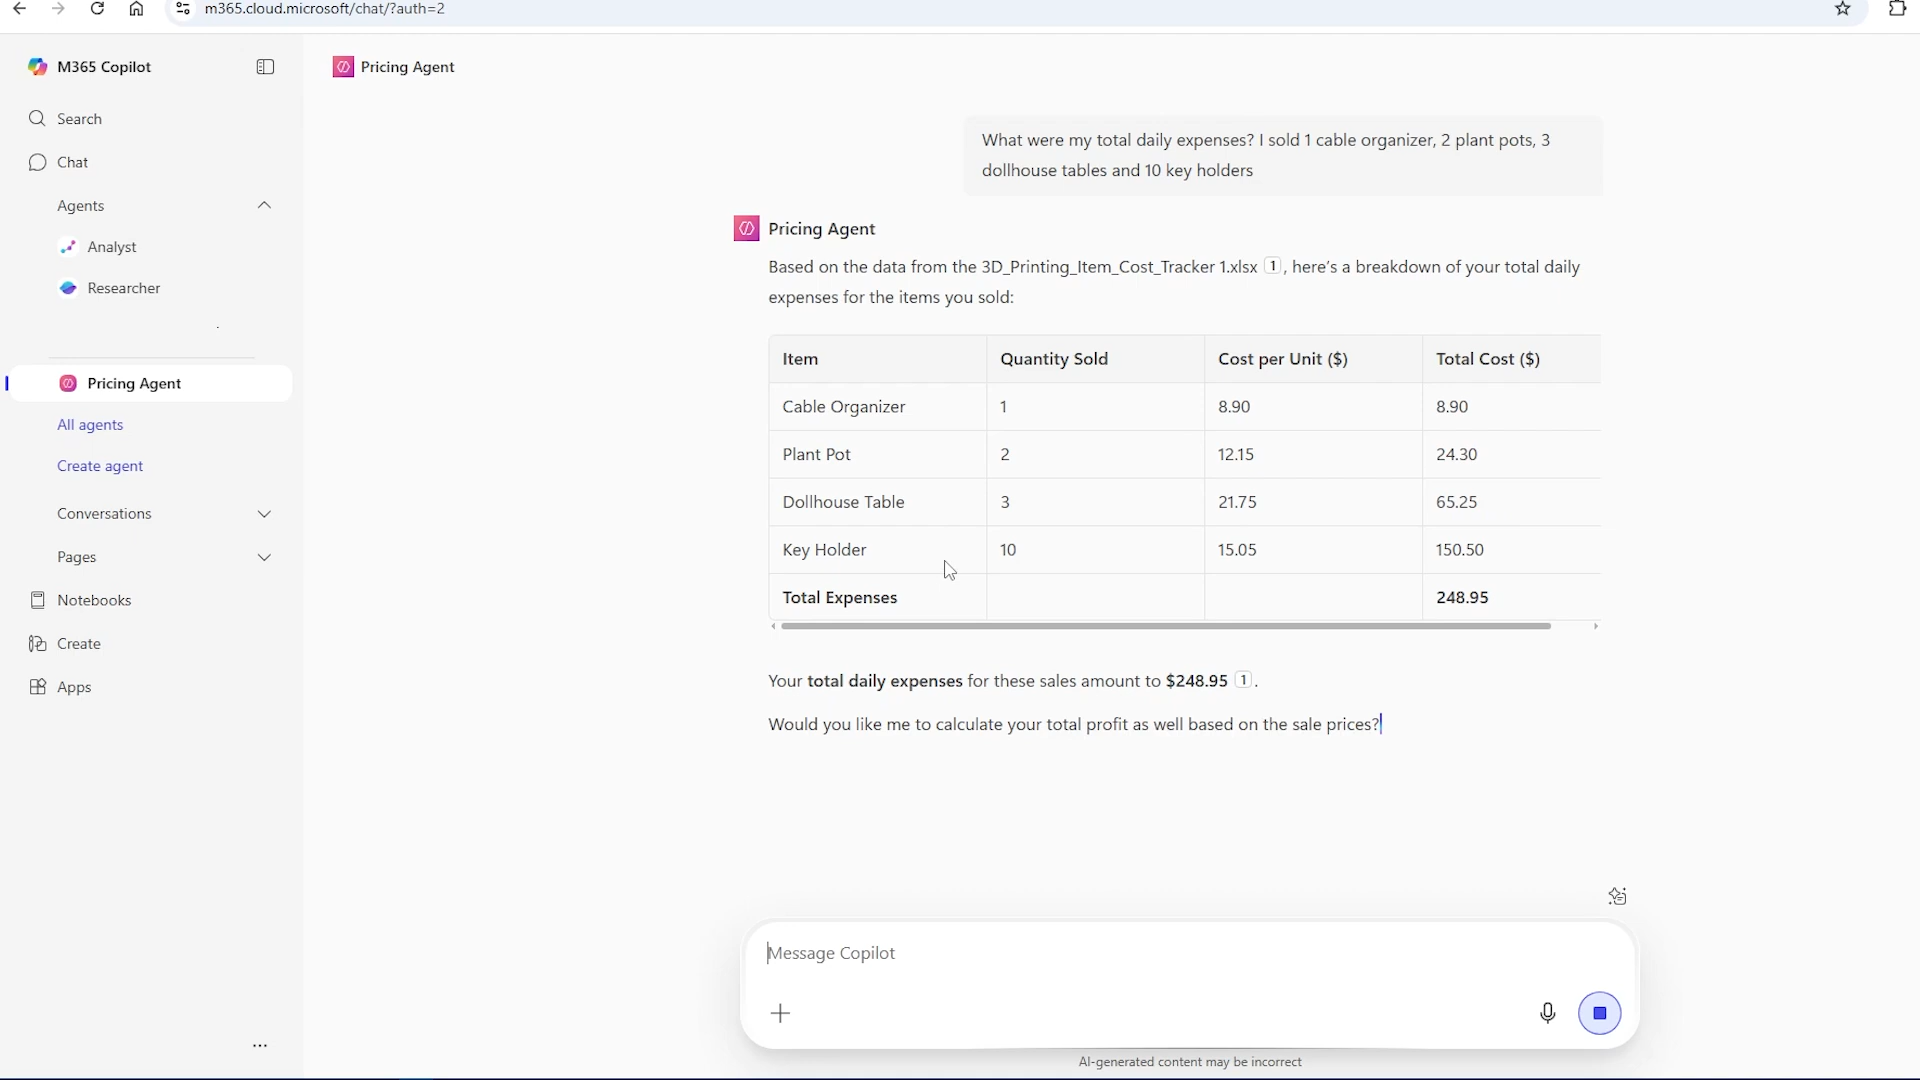 m365.cloud.microsoft/chat/?auth=2
M365 Copilot
Search
Chat
Agents
Analyst
Researcher
Pricing Agent
All agents
Create agent
Conversations
Pages
Notebooks
Create
Apps
...
Pricing Agent
What were my total daily expenses? I sold 1 cable organizer, 2 plant pots, 3
dollhouse tables and 10 key holders
Pricing Agent
Based on the data from the 3D_Printing_Item_Cost_Tracker 1.xlsx 1 , here's a breakdown of your total daily
expenses for the items you sold:
Item Quantity Sold Cost per Unit ($) Total Cost ($)
Cable Organizer 1 8.90 8.90
Plant Pot 2 12.15 24.30
Dollhouse Table 3 21.75 65.25
Key Holder 10 15.05 150.50
Total Expenses 248.95
Your total daily expenses for these sales amount to $248.95 1 .
Would you like me to calculate your total profit as well based on the sale prices?
Message Copilot
AI-generated content may be incorrect